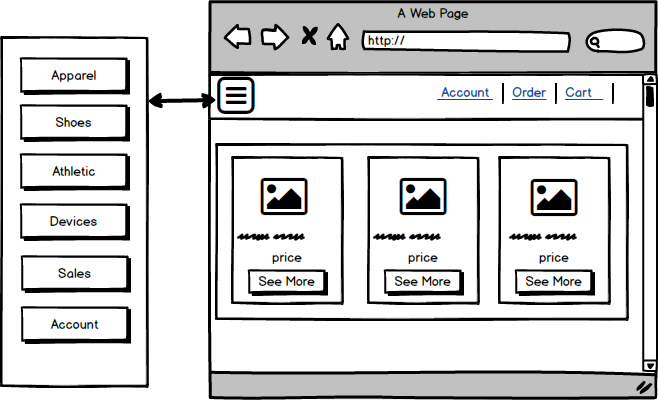 A Web Page
http://
Apparel
Shoes
Athletic
Devices
Sales
Account
Account Order Cart
price price price
See More See More See More